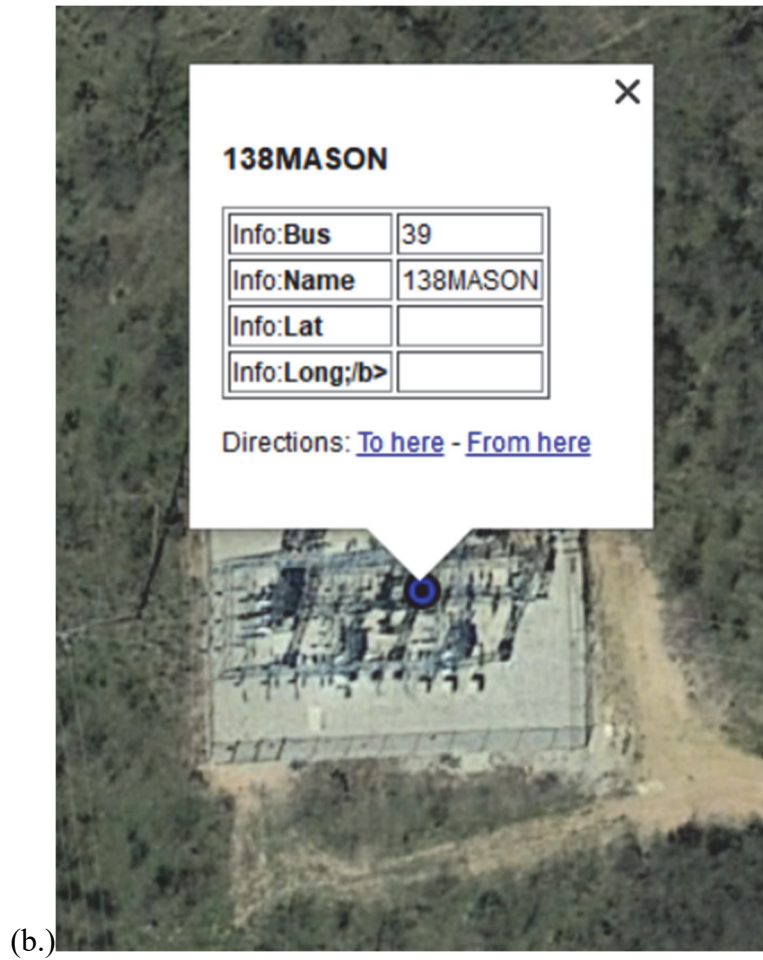 138MASON
Info:Bus 39
Info:Name 138MASON
Info:Lat
Info:Long;/b>
Directions: To here - From here
(b.)